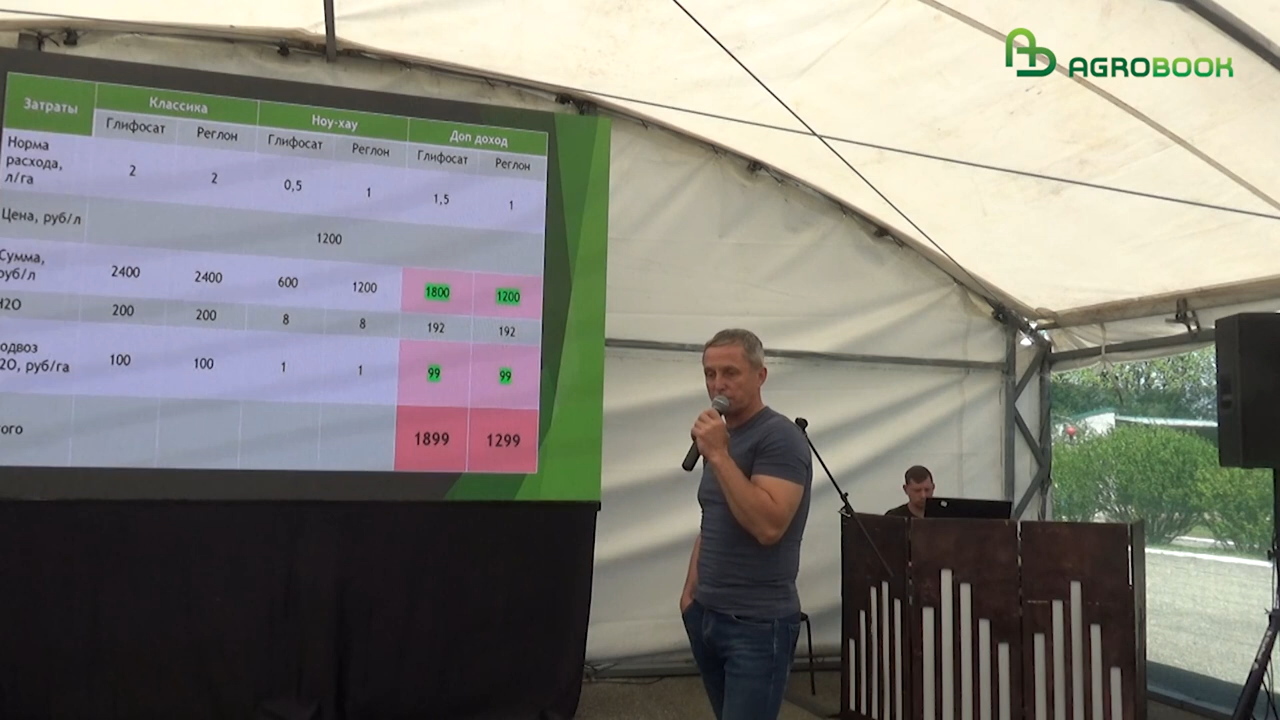 AGROBOOK
Затраты Классика Ноу-хау Доп доход
Глифосат Реглон Глифосат Реглон Глифосат Реглон
Норма
расхода,
л/га 2 2 0,5 1 1,5 1
Цена, руб/л 1200
Сумма,
руб/л 2400 2400 600 1200 1800 1200
H2O 200 200 8 8 192 192
одвоз
2O, руб/га 100 100 1 1 99 99
ого 1899 1299